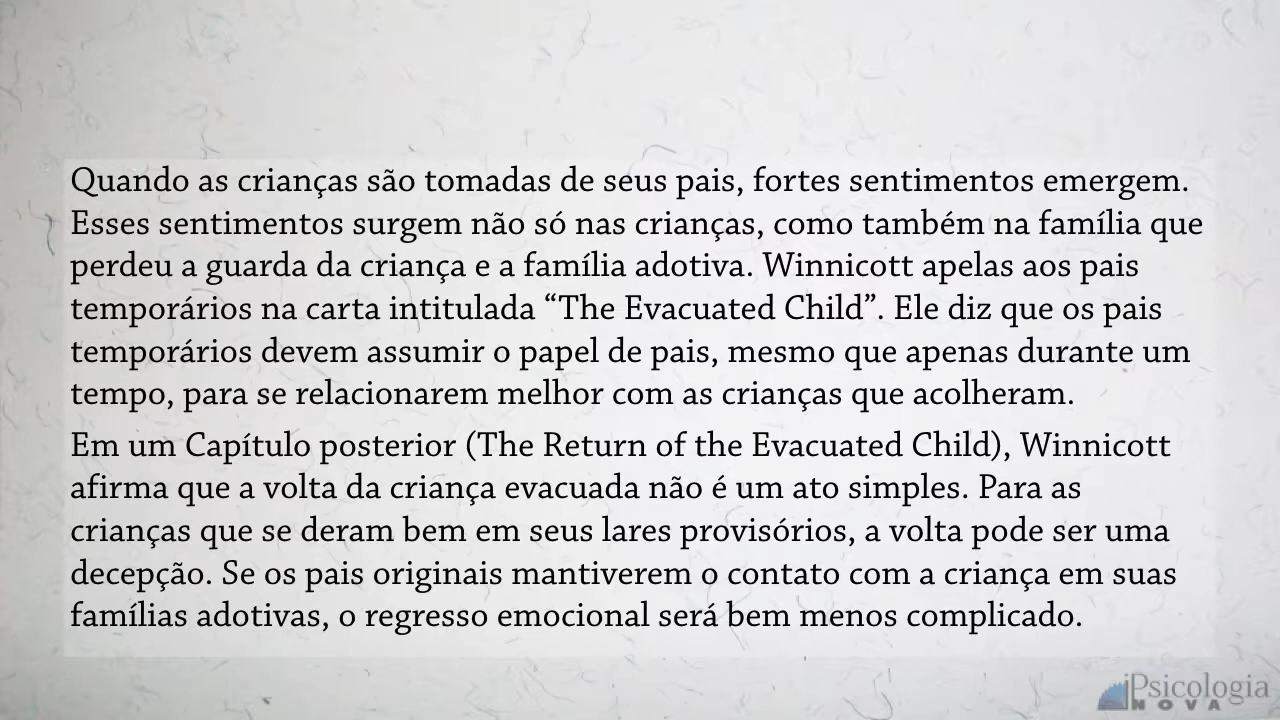 Quando as crianças são tomadas de seus pais, fortes sentimentos emergem.
Esses sentimentos surgem não só nas crianças, como também na família que
perdeu a guarda da criança e a família adotiva. Winnicott apelas aos pais
temporários na carta intitulada “The Evacuated Child”. Ele diz que os pais
temporários devem assumir o papel de pais, mesmo que apenas durante um
tempo, para se relacionarem melhor com as crianças que acolheram.
Em um Capítulo posterior (The Return of the Evacuated Child), Winnicott
afirma que a volta da criança evacuada não é um ato simples. Para as
crianças que se deram bem em seus lares provisórios, a volta pode ser uma
decepção. Se os pais originais mantiverem o contato com a criança em suas
famílias adotivas, o regresso emocional será bem menos complicado.
Psicologia
NOVA